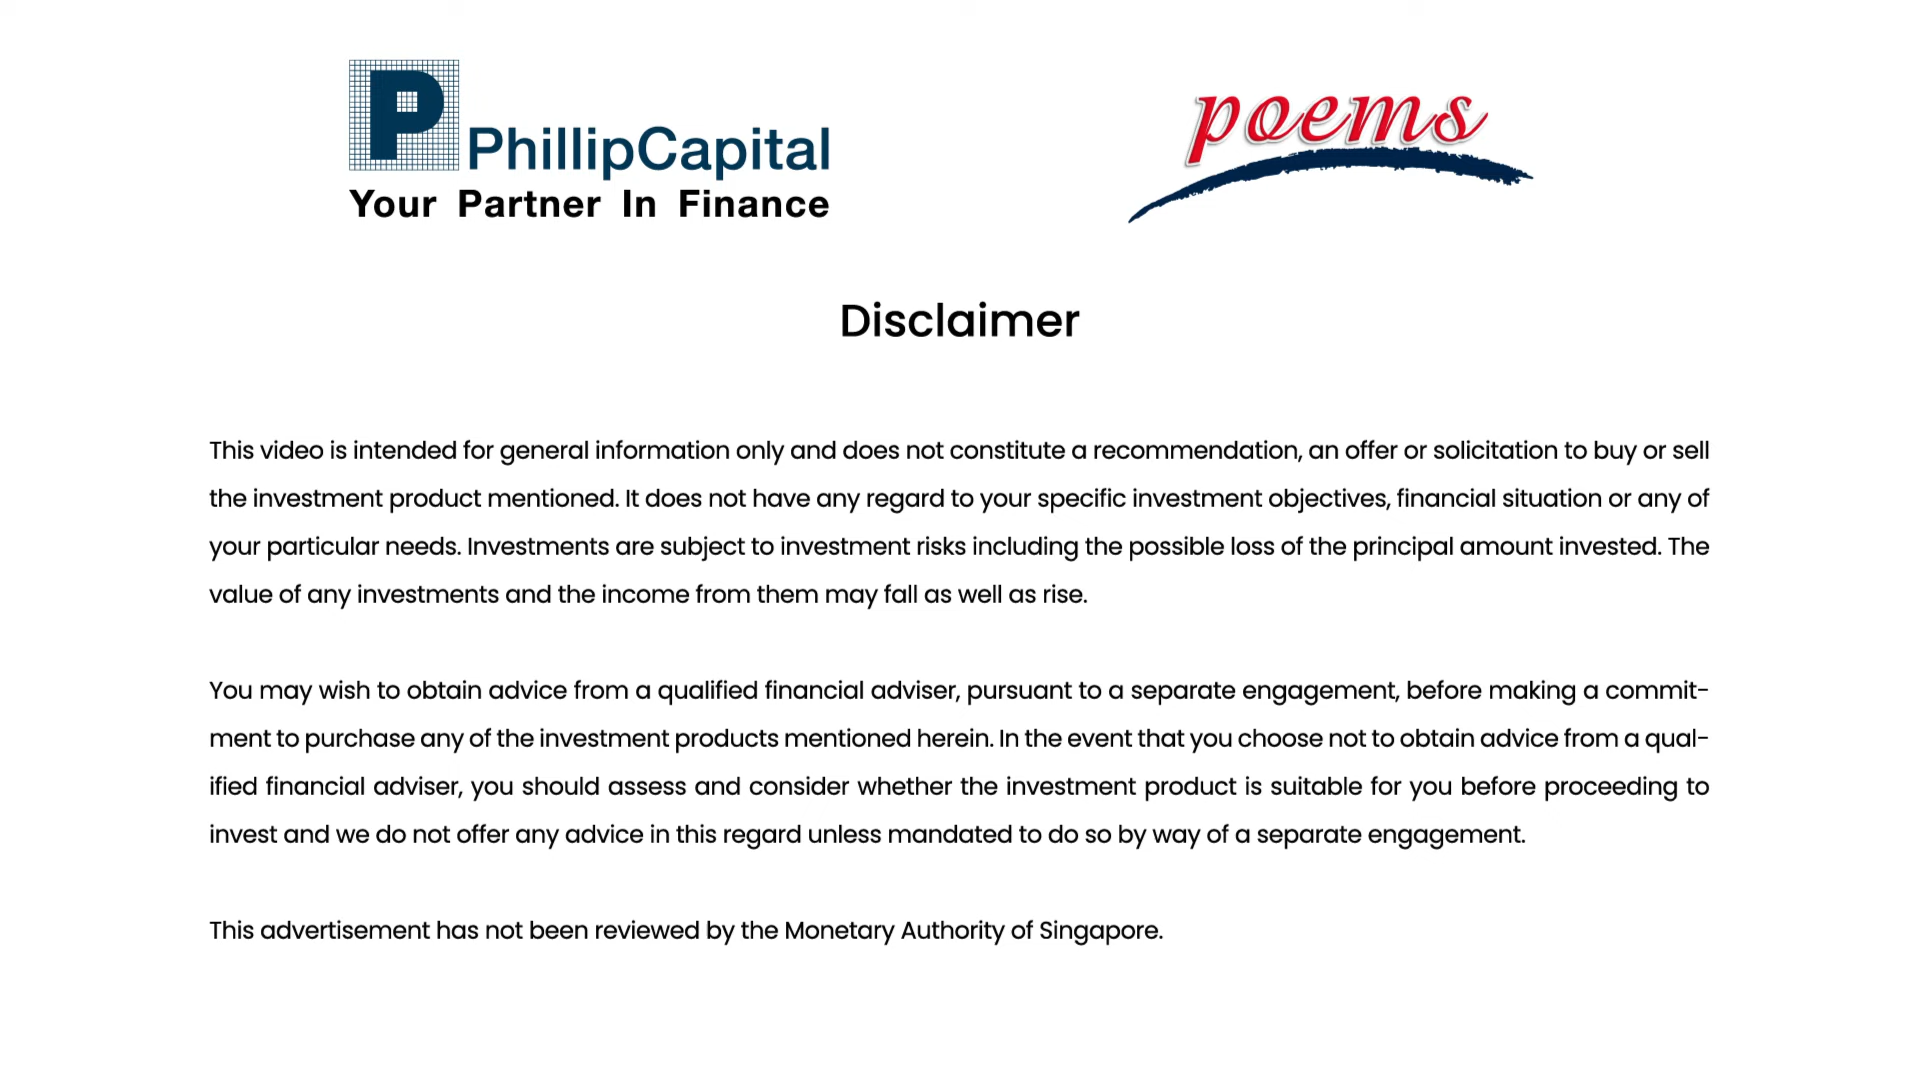 P PhillipCapital
Your Partner In Finance
poems
Disclaimer
This video is intended for general information only and does not constitute a recommendation, an offer or solicitation to buy or sell
the investment product mentioned. It does not have any regard to your specific investment objectives, financial situation or any of
your particular needs. Investments are subject to investment risks including the possible loss of the principal amount invested. The
value of any investments and the income from them may fall as well as rise.
You may wish to obtain advice from a qualified financial adviser, pursuant to a separate engagement, before making a commit-
ment to purchase any of the investment products mentioned herein. In the event that you choose not to obtain advice from a qual-
ified financial adviser, you should assess and consider whether the investment product is suitable for you before proceeding to
invest and we do not offer any advice in this regard unless mandated to do so by way of a separate engagement.
This advertisement has not been reviewed by the Monetary Authority of Singapore.